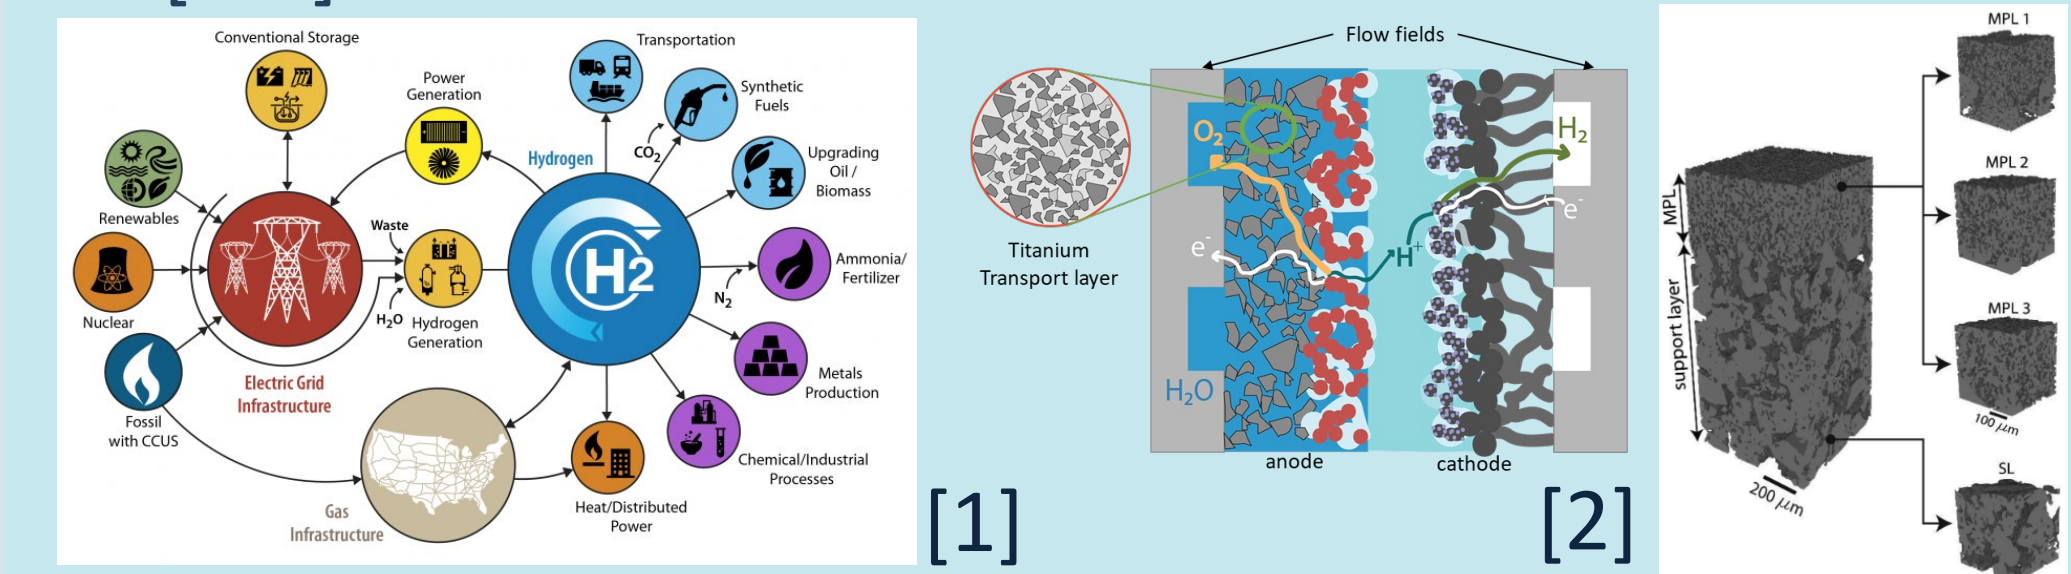 Conventional Storage
Power
Generation
Renewables
Nuclear
Fossil
with CCUS
Electric Grid
Infrastructure
Waste
H₂O
Hydrogen
Generation
Hydrogen
H2
Transportation
CO₂
Synthetic
Fuels
Upgrading
Oil /
Biomass
N₂
Ammonia/
Fertilizer
Metals
Production
Chemical/Industrial
Processes
Heat/Distributed
Power
Gas
Infrastructure
[1]
Flow fields
Titanium
Transport layer
O₂
H₂
e⁻
e⁻
H⁺
H₂O
anode
cathode
[2]
MPL
support layer
200 μm
MPL 1
MPL 2
MPL 3
100 μm
SL